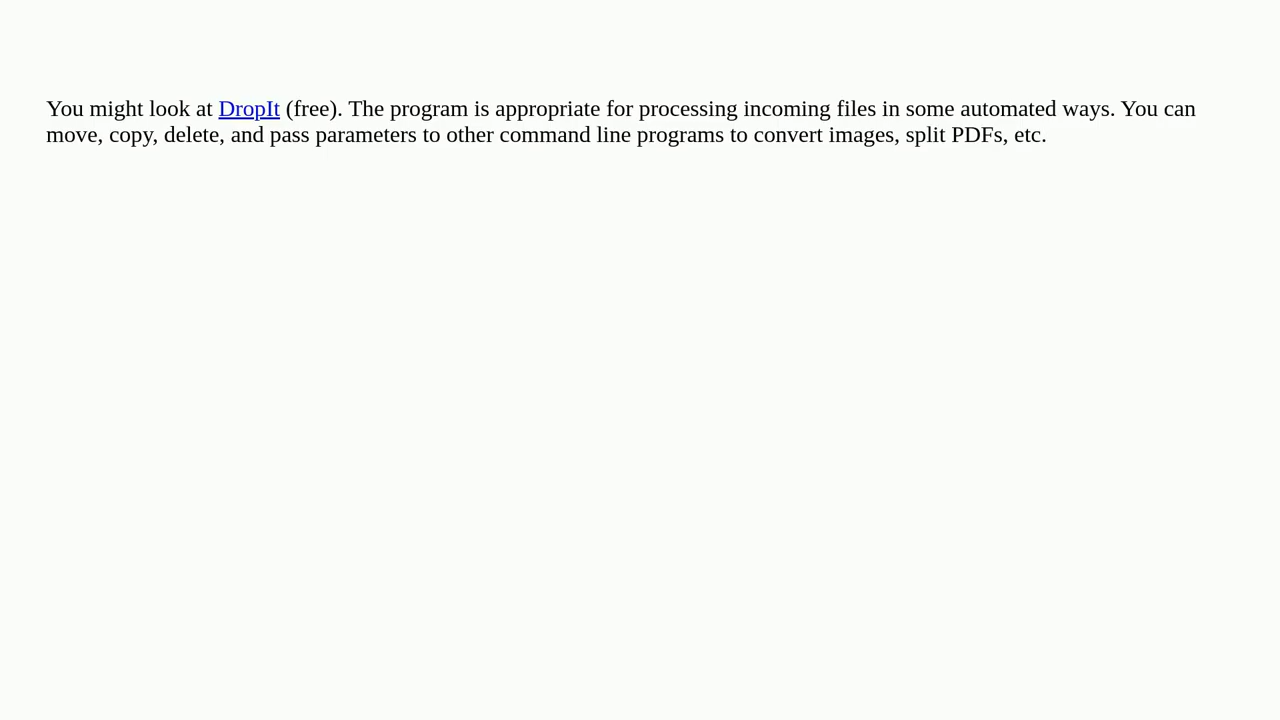 You might look at DropIt (free). The program is appropriate for processing incoming files in some automated ways. You can
move, copy, delete, and pass parameters to other command line programs to convert images, split PDFs, etc.